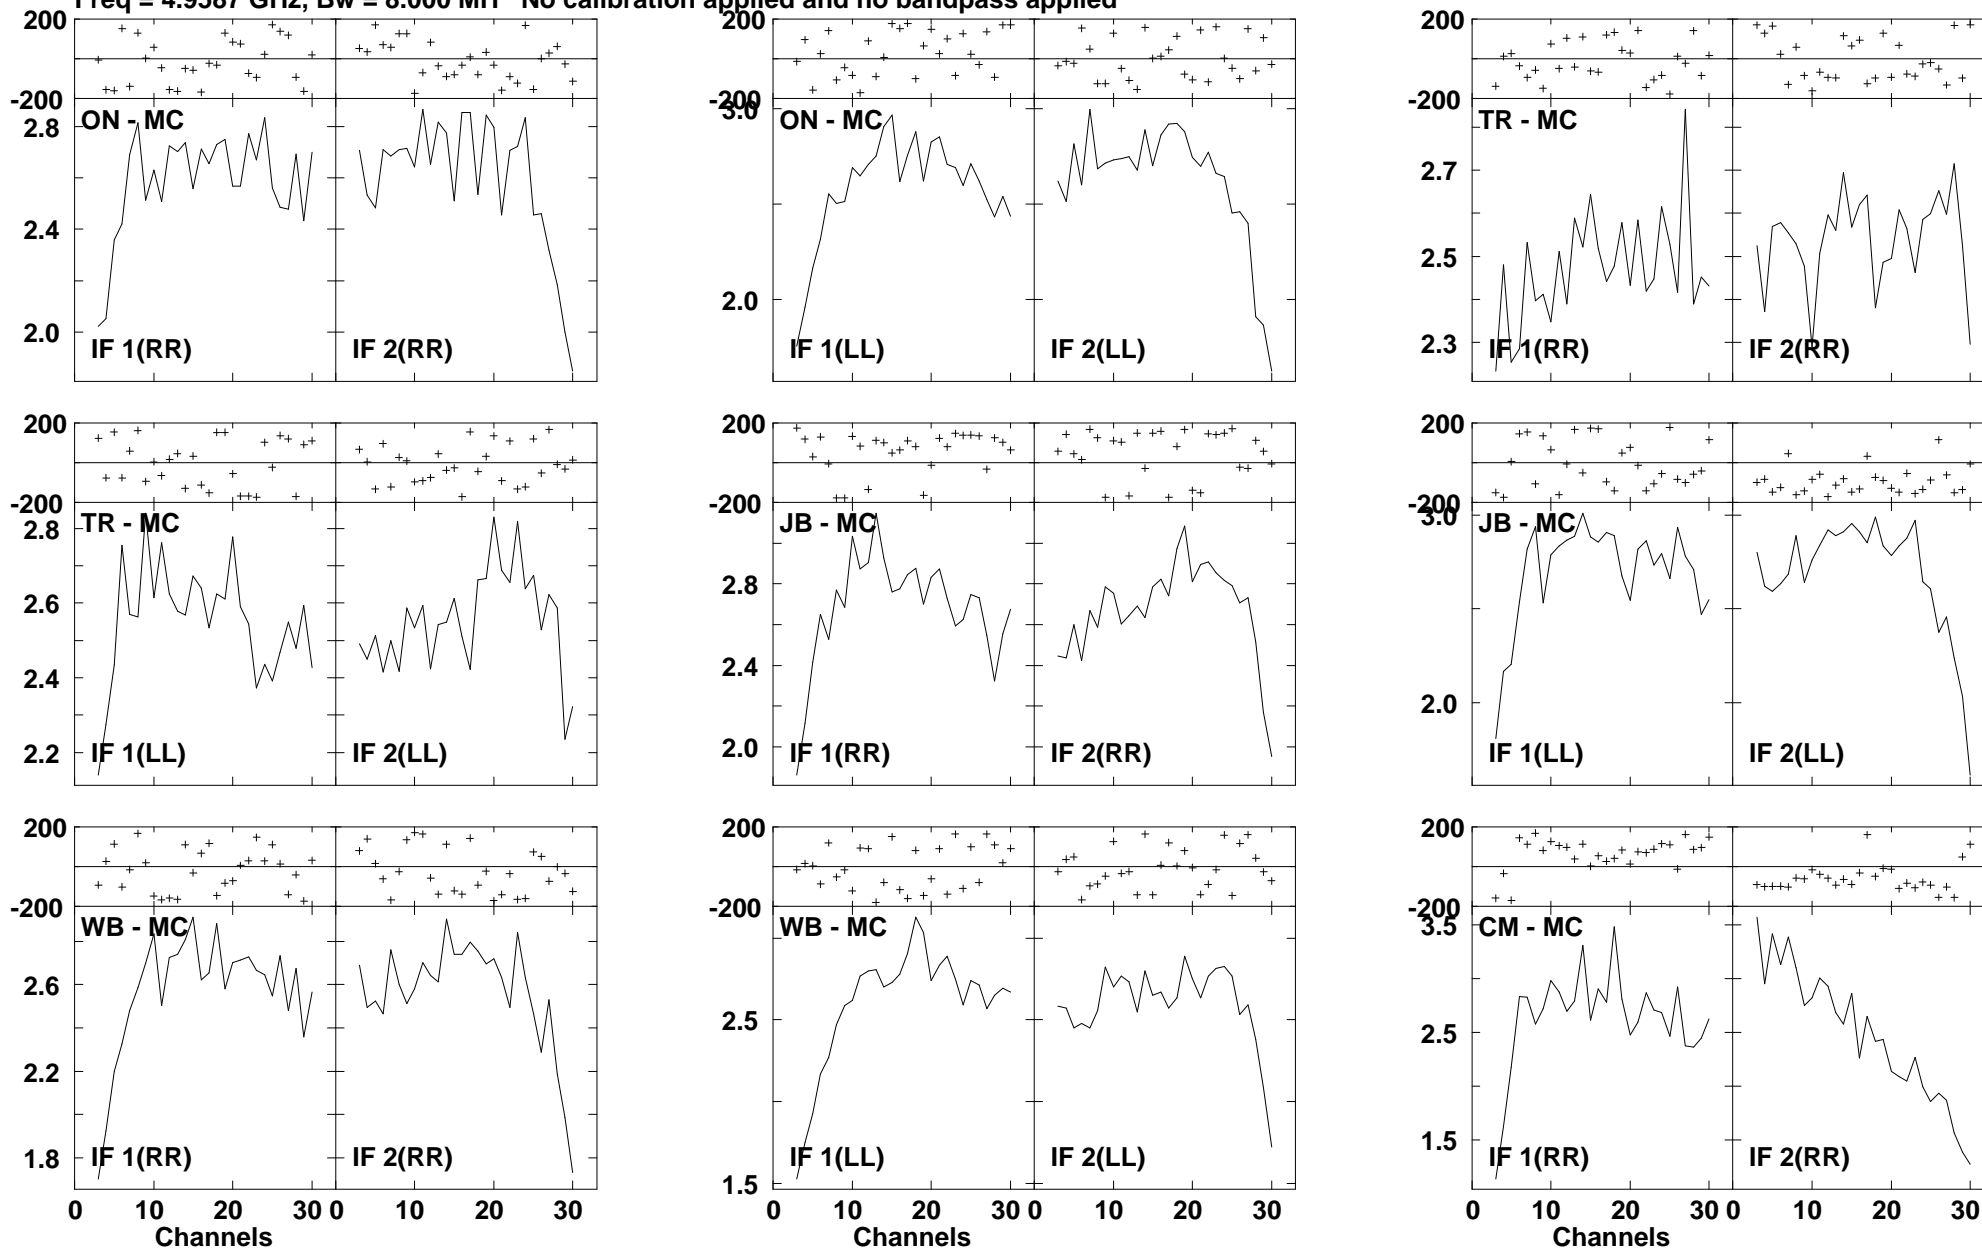 Freq = 4.9587 GHz, Bw = 8.000 MH No calibration applied and no bandpass applied
200
-200
ON - MC
2.8
2.4
2.0
IF 1(RR)
IF 2(RR)
200
-200
3.0
ON - MC
2.0
IF 1(LL)
IF 2(LL)
200
-200
TR - MC
2.7
2.5
2.3
IF 1(RR)
IF 2(RR)
200
-200
TR - MC
2.8
2.6
2.4
2.2
IF 1(LL)
IF 2(LL)
200
-200
JB - MC
2.8
2.4
2.0
IF 1(RR)
IF 2(RR)
200
-200
3.0
JB - MC
2.0
IF 1(LL)
IF 2(LL)
200
-200
WB - MC
2.6
2.2
1.8
IF 1(RR)
IF 2(RR)
0 10 20 30 0 10 20 30
Channels
200
-200
WB - MC
2.5
1.5
IF 1(LL)
IF 2(LL)
0 10 20 30 0 10 20 30
Channels
200
-200
3.5
CM - MC
2.5
1.5
IF 1(RR)
IF 2(RR)
0 10 20 30 0 10 20 30
Channels